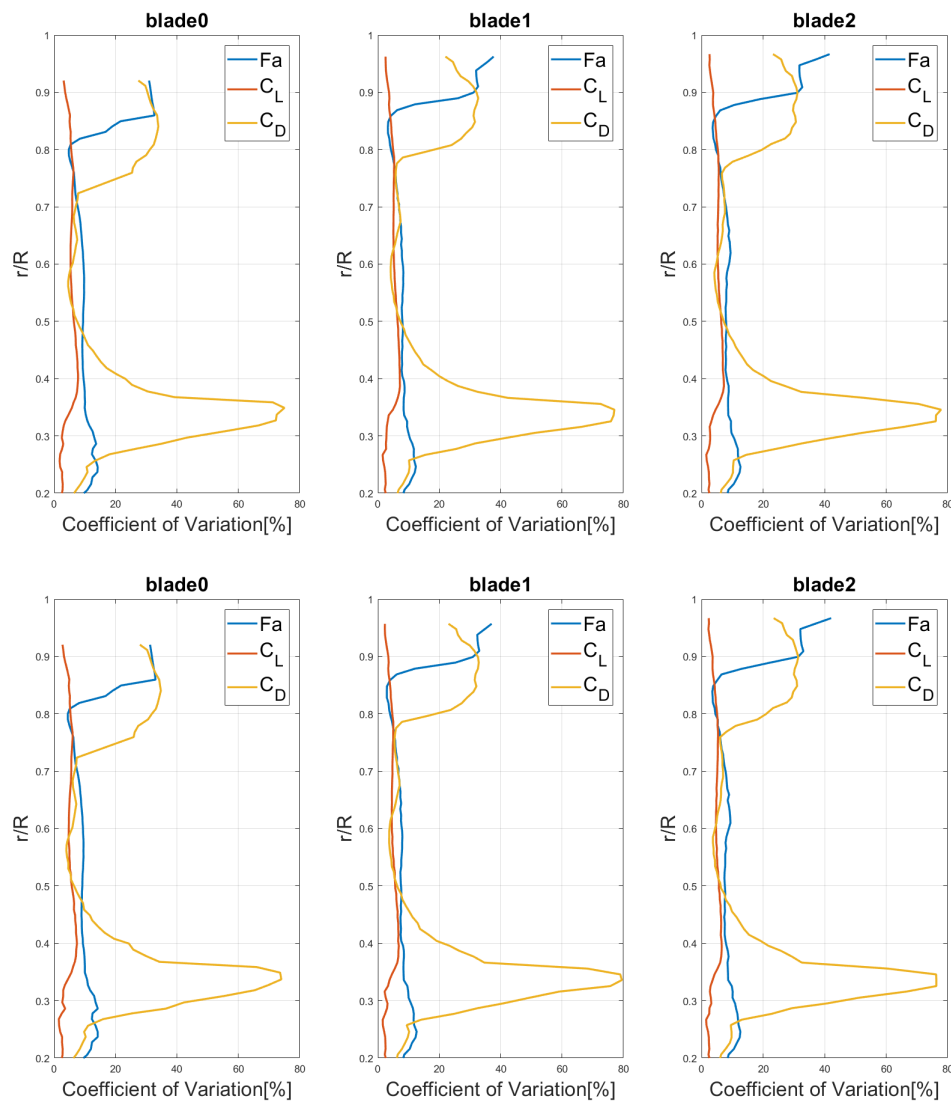 blade0 blade1 blade2
1 1 1
Fa Fa Fa
0.9 0.9 0.9
C_L C_L C_L
C_D C_D C_D
0.8 0.8 0.8
0.7 0.7 0.7
r/R r/R r/R
0.6 0.6 0.6
0.5 0.5 0.5
0.4 0.4 0.4
0.3 0.3 0.3
0.2 0.2 0.2
0 20 40 60 80 0 20 40 60 80 0 20 40 60 80
Coefficient of Variation[%] Coefficient of Variation[%] Coefficient of Variation[%]
blade0 blade1 blade2
1 1 1
Fa Fa Fa
0.9 0.9 0.9
C_L C_L C_L
C_D C_D C_D
0.8 0.8 0.8
0.7 0.7 0.7
r/R r/R r/R
0.6 0.6 0.6
0.5 0.5 0.5
0.4 0.4 0.4
0.3 0.3 0.3
0.2 0.2 0.2
0 20 40 60 80 0 20 40 60 80 0 20 40 60 80
Coefficient of Variation[%] Coefficient of Variation[%] Coefficient of Variation[%]